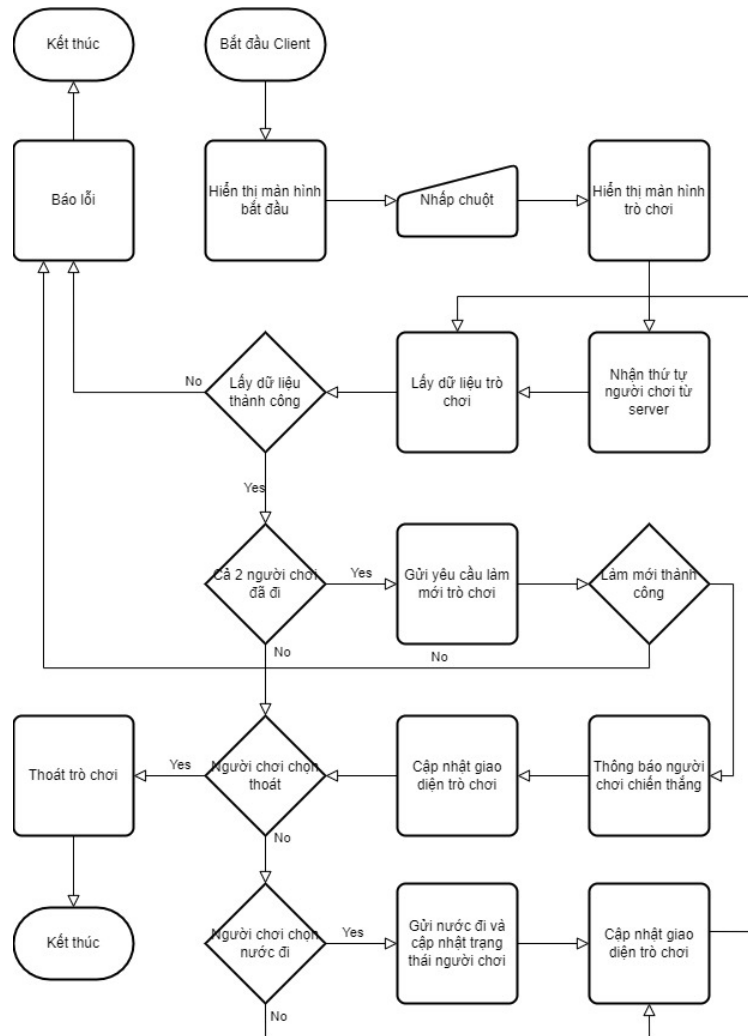 Kết thúc
Bắt đầu Client
Báo lỗi
Hiển thị màn hình
bắt đầu
Nhấp chuột
Hiển thị màn hình
trò chơi
No
Lấy dữ liệu
thành công
Lấy dữ liệu trò
chơi
Nhận thứ tự
người chơi từ
server
Yes
Cả 2 người chơi
đã đi
Yes
Gửi yêu cầu làm
mới trò chơi
Làm mới thành
công
No
No
Thoát trò chơi
Yes
Người chơi chọn
thoát
Cập nhật giao
diện trò chơi
Thông báo người
chơi chiến thắng
No
Kết thúc
Người chơi chọn
nước đi
Yes
Gửi nước đi và
cập nhật trạng
thái người chơi
Cập nhật giao
diện trò chơi
No